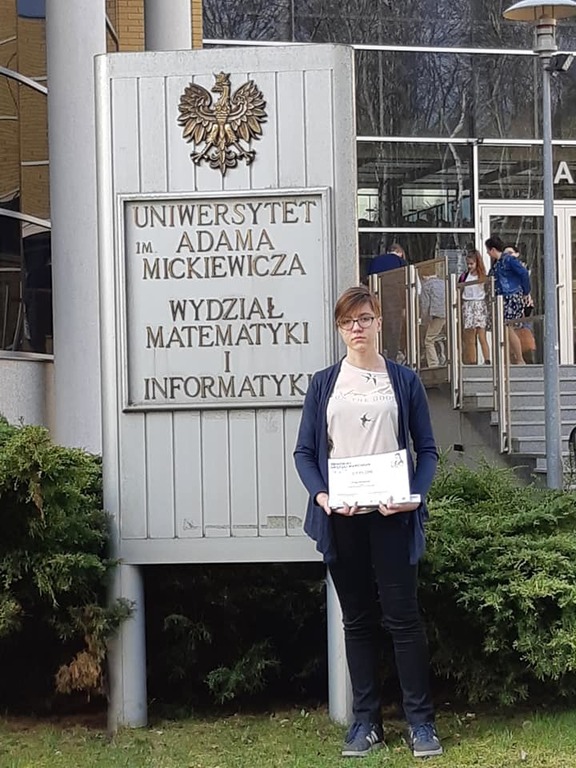 UNIWERSYTET
IM. ADAMA
MICKIEWICZA
WYDZIAŁ
MATEMATYKI
I
INFORMATYKI
A